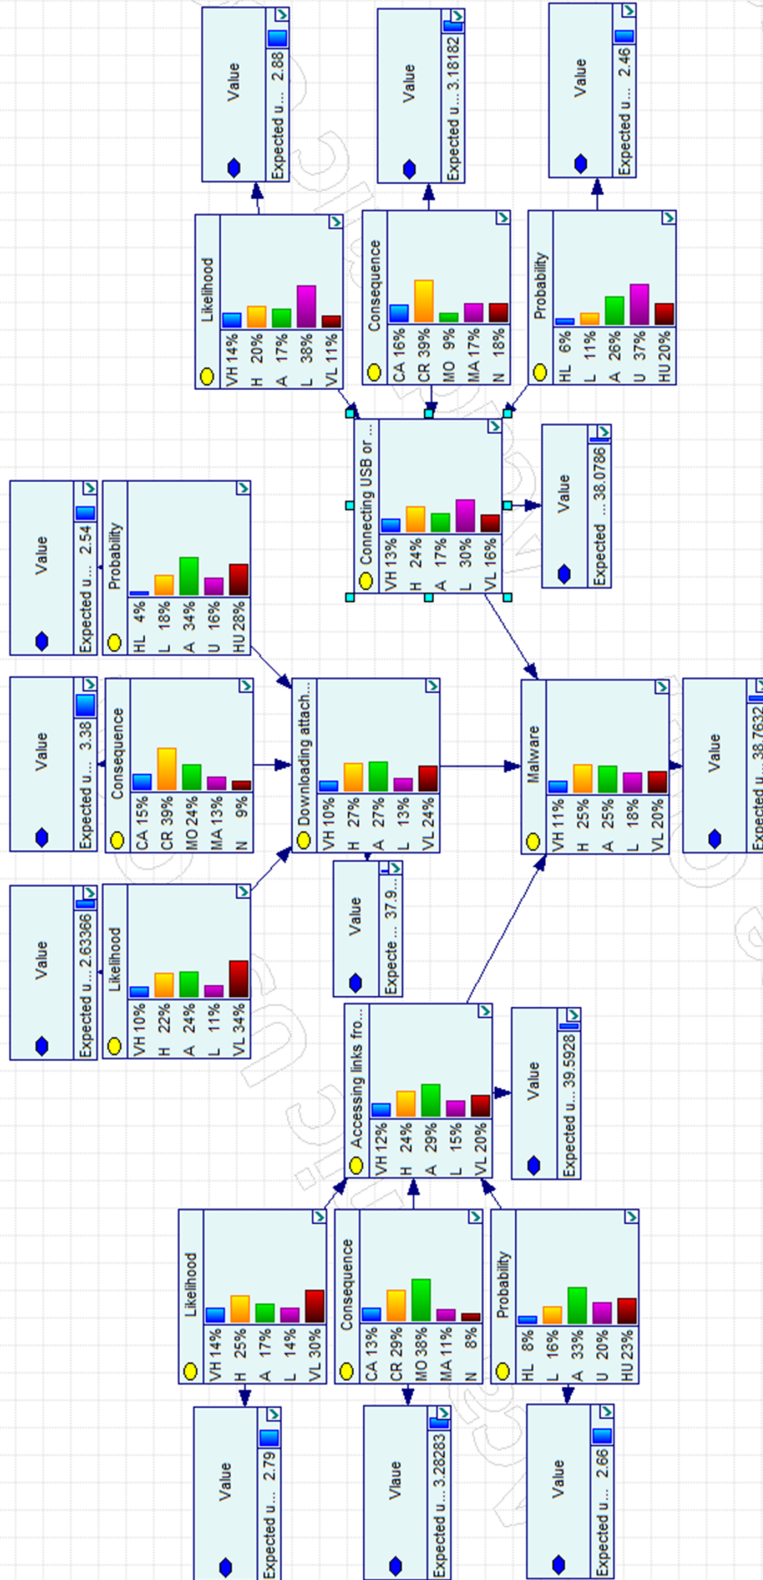 Value
Expected u... 2.79
Likelihood
VH 14%
H 25%
A 17%
L 14%
VL 30%
Vlaue
Expected u... 3.28283
Consequence
CA 13%
CR 29%
MO 38%
MA 11%
N 8%
Value
Expected u... 2.66
Probability
HL 8%
L 16%
A 33%
U 20%
HU 23%
Accessing links fro...
VH 12%
H 24%
A 29%
L 15%
VL 20%
Value
Expected u... 39.5928
Value
Expected u... 2.63366
Likelihood
VH 10%
H 22%
A 24%
L 11%
VL 34%
Value
Expected u... 3.38
Consequence
CA 15%
CR 39%
MO 24%
MA 13%
N 9%
Value
Expected u... 2.54
Probability
HL 4%
L 18%
A 34%
U 16%
HU 28%
Downloading attach...
VH 10%
H 27%
A 27%
L 13%
VL 24%
Value
Expecte ... 37.9...
Likelihood
VH 14%
H 20%
A 17%
L 38%
VL 11%
Value
Expected u... 2.88
Consequence
CA 16%
CR 39%
MO 9%
MA 17%
N 18%
Value
Expected u... 3.18182
Probability
HL 6%
L 11%
A 26%
U 37%
HU 20%
Value
Expected u... 2.46
Connecting USB or ...
VH 13%
H 24%
A 17%
L 30%
VL 16%
Value
Expected ... 38.0786
Malware
VH 11%
H 25%
A 25%
L 18%
VL 20%
Value
Expected u... 38.7632